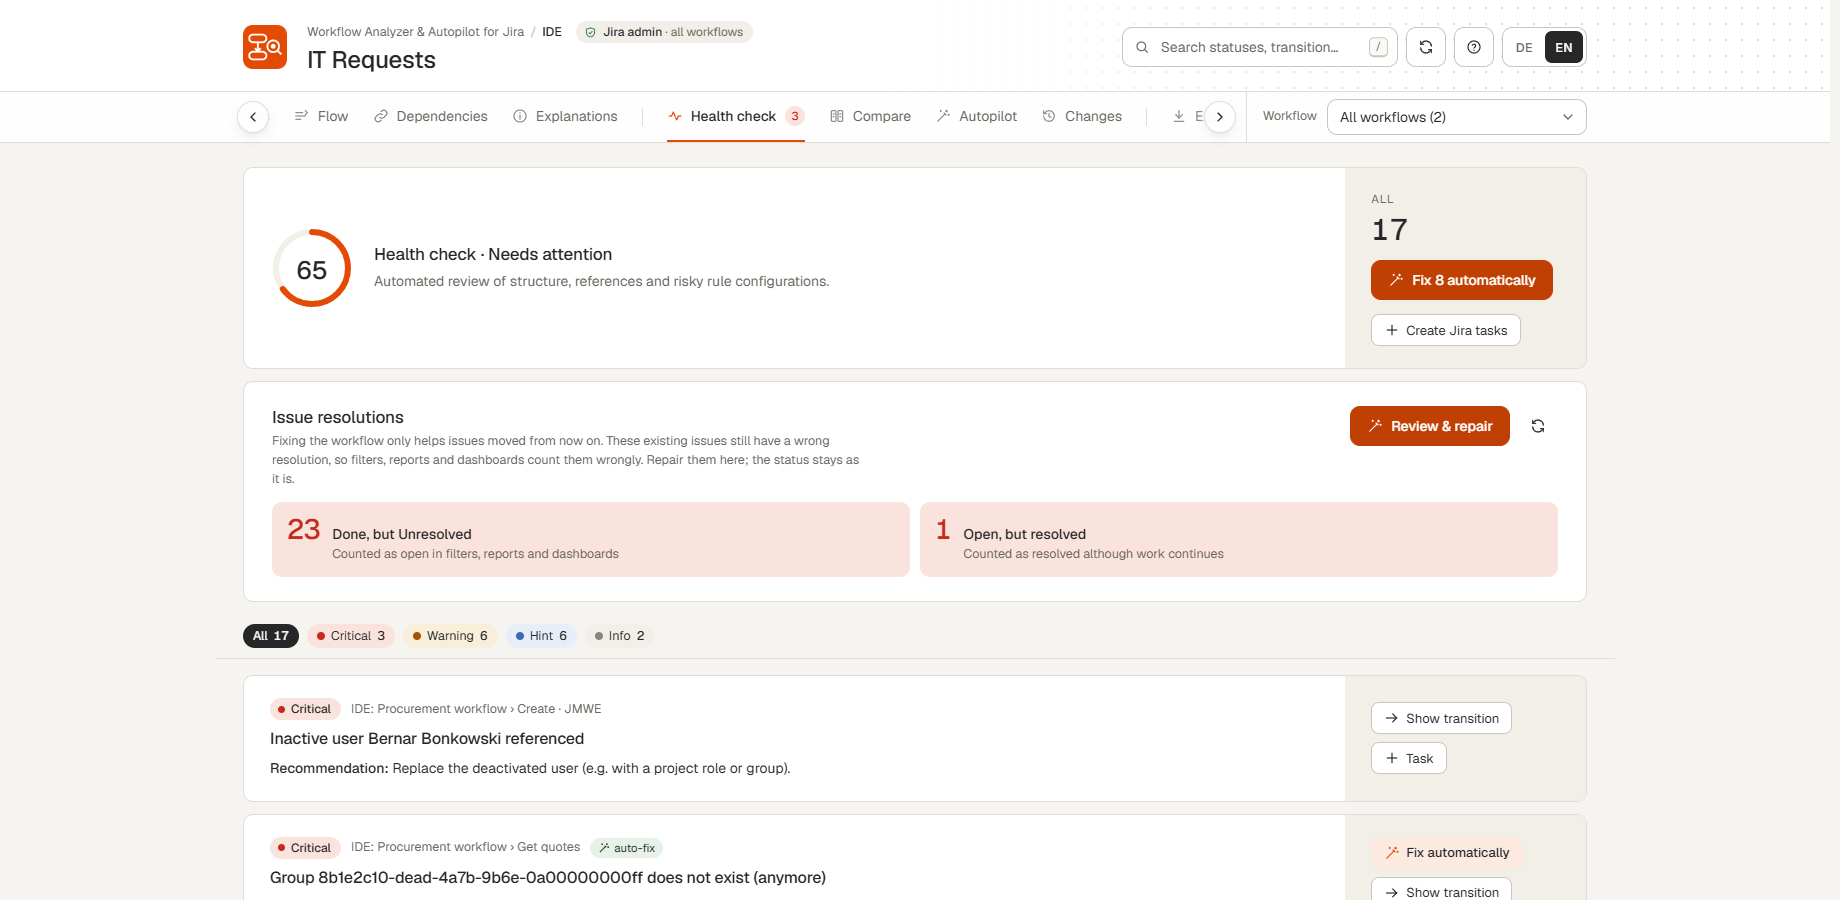 Workflow Analyzer & Autopilot for Jira / IDE
Jira admin · all workflows
IT Requests
Search statuses, transition...
/
DE
EN
Flow
Dependencies
Explanations
Health check 3
Compare
Autopilot
Changes
E
Workflow
All workflows (2)
65
Health check · Needs attention
Automated review of structure, references and risky rule configurations.
ALL
17
Fix 8 automatically
Create Jira tasks
Issue resolutions
Fixing the workflow only helps issues moved from now on. These existing issues still have a wrong
resolution, so filters, reports and dashboards count them wrongly. Repair them here; the status stays as
it is.
Review & repair
23 Done, but Unresolved
Counted as open in filters, reports and dashboards
1 Open, but resolved
Counted as resolved although work continues
All 17
Critical 3
Warning 6
Hint 6
Info 2
Critical
IDE: Procurement workflow › Create · JMWE
Inactive user Bernar Bonkowski referenced
Recommendation: Replace the deactivated user (e.g. with a project role or group).
Show transition
Task
Critical
IDE: Procurement workflow › Get quotes
auto-fix
Group 8b1e2c10-dead-4a7b-9b6e-0a00000000ff does not exist (anymore)
Fix automatically
Show transition